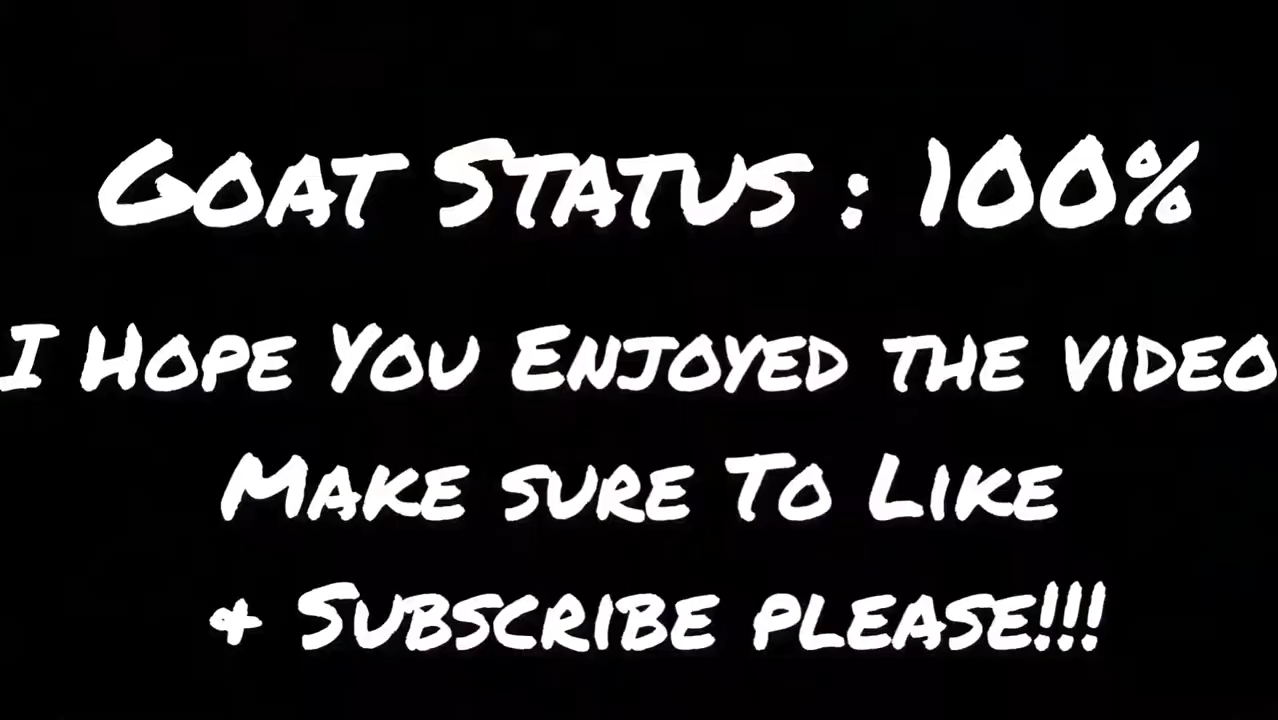 Goat Status : 100%
I Hope You Enjoyed the video
Make sure To Like
& Subscribe please!!!